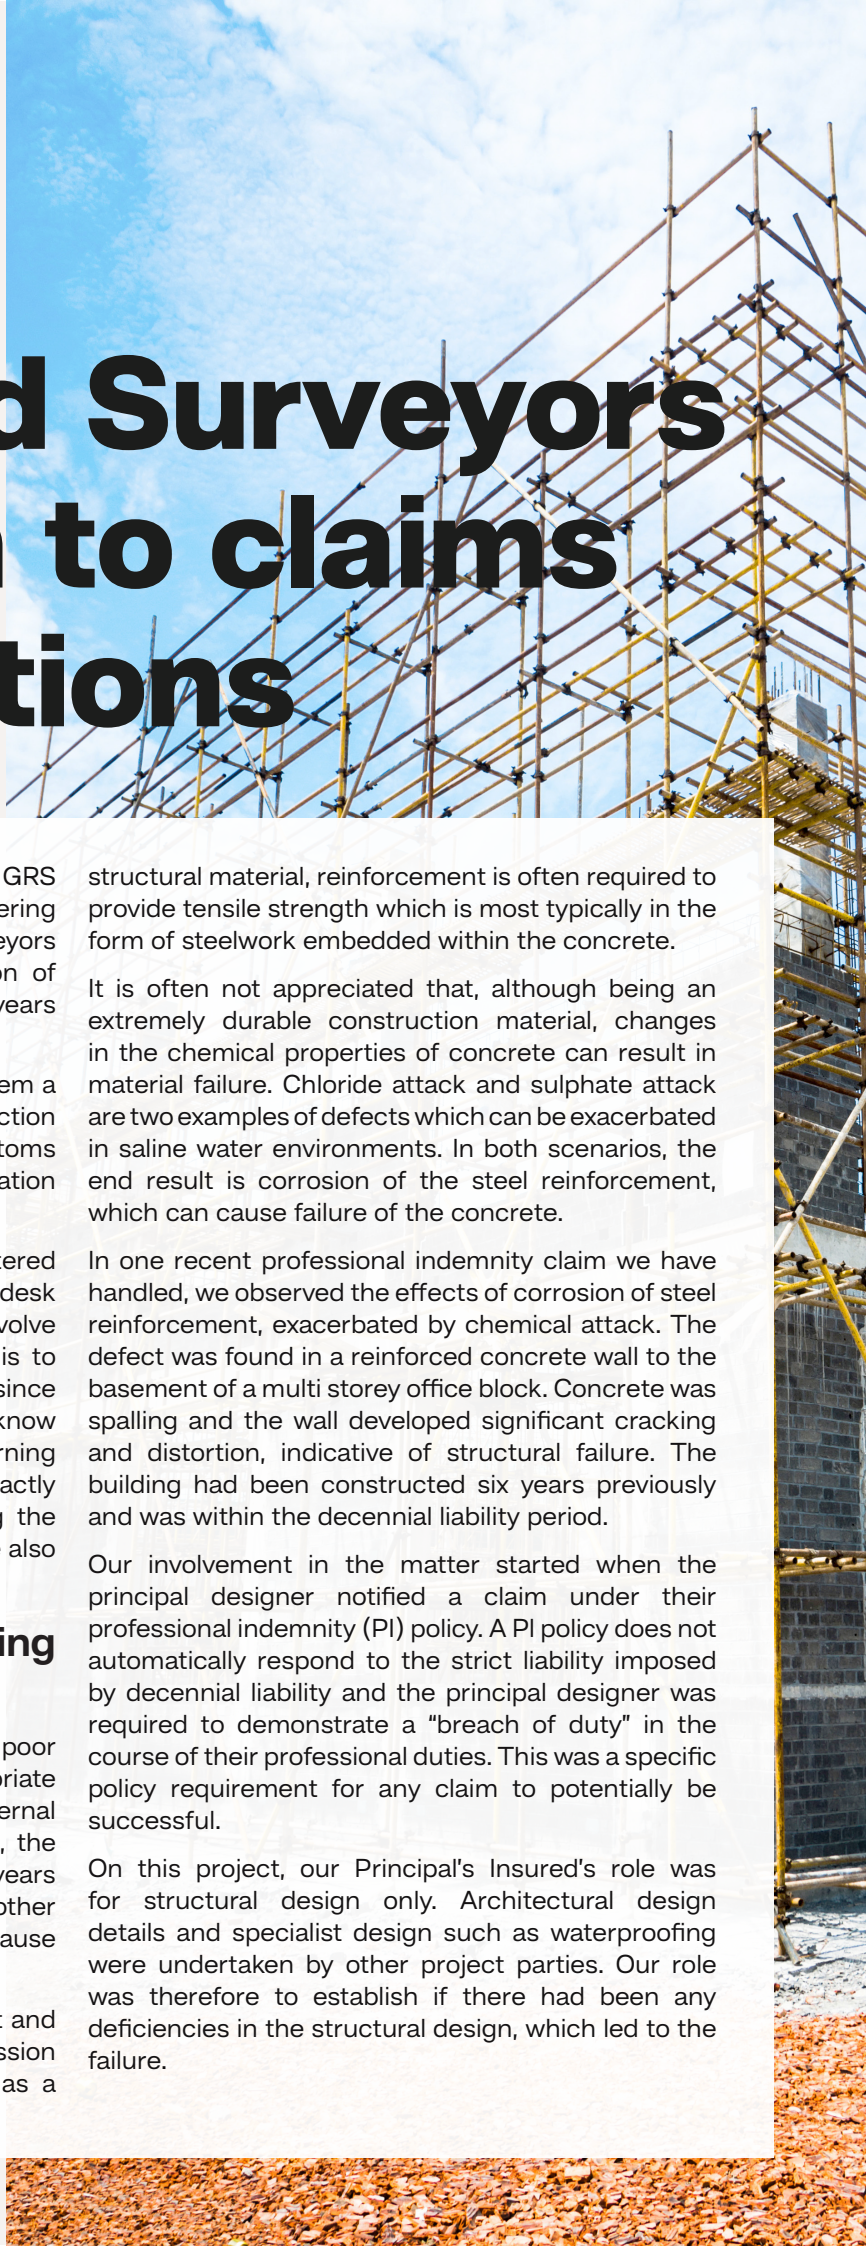 d Surveyors
to claims
tions
GRS
ering
eyors
on of
years
em a
ction
toms
ation
tered
desk
volve
is to
since
know
rning
actly
g the
also
ing
poor
priate
ernal
, the
years
other
ause
t and
ssion
as a
structural material, reinforcement is often required to
provide tensile strength which is most typically in the
form of steelwork embedded within the concrete.
It is often not appreciated that, although being an
extremely durable construction material, changes
in the chemical properties of concrete can result in
material failure. Chloride attack and sulphate attack
are two examples of defects which can be exacerbated
in saline water environments. In both scenarios, the
end result is corrosion of the steel reinforcement,
which can cause failure of the concrete.
In one recent professional indemnity claim we have
handled, we observed the effects of corrosion of steel
reinforcement, exacerbated by chemical attack. The
defect was found in a reinforced concrete wall to the
basement of a multi storey office block. Concrete was
spalling and the wall developed significant cracking
and distortion, indicative of structural failure. The
building had been constructed six years previously
and was within the decennial liability period.
Our involvement in the matter started when the
principal designer notified a claim under their
professional indemnity (PI) policy. A PI policy does not
automatically respond to the strict liability imposed
by decennial liability and the principal designer was
required to demonstrate a “breach of duty” in the
course of their professional duties. This was a specific
policy requirement for any claim to potentially be
successful.
On this project, our Principal’s Insured’s role was
for structural design only. Architectural design
details and specialist design such as waterproofing
were undertaken by other project parties. Our role
was therefore to establish if there had been any
deficiencies in the structural design, which led to the
failure.